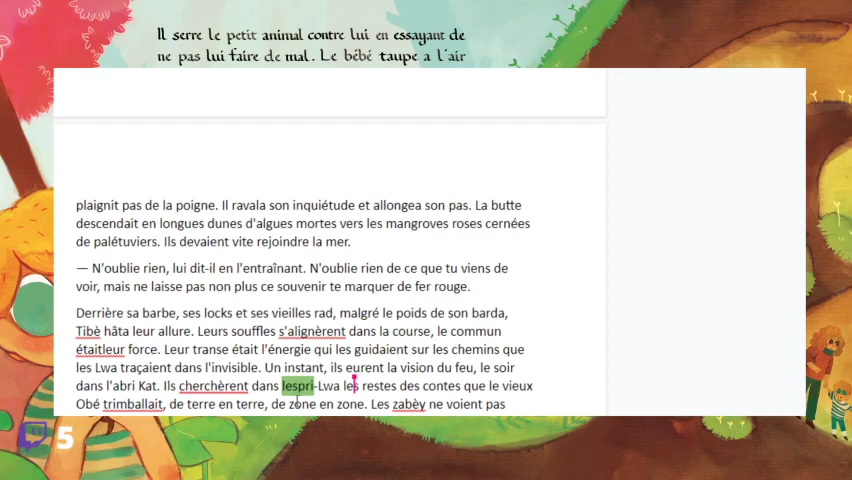 Il serre le petit animal contre lui en essayant de
ne pas lui faire de mal. Le bébé taupe a l'air
plaignit pas de la poigne. Il ravala son inquiétude et allongea son pas. La butte
descendait en longues dunes d'algues mortes vers les mangroves roses cernées
de palétuviers. Ils devaient vite rejoindre la mer.
— N'oublie rien, lui dit-il en l'entraînant. N'oublie rien de ce que tu viens de
voir, mais ne laisse pas non plus ce souvenir te marquer de fer rouge.
Derrière sa barbe, ses locks et ses vieilles rad, malgré le poids de son barda,
Tibè hâta leur allure. Leurs souffles s'alignèrent dans la course, le commun
étaitleur force. Leur transe était l'énergie qui les guidaient sur les chemins que
les Lwa traçaient dans l'invisible. Un instant, ils eurent la vision du feu, le soir
dans l'abri Kat. Ils cherchèrent dans lespri-Lwa les restes des contes que le vieux
Obé trimballait, de terre en terre, de zone en zone. Les zabèy ne voient pas
5